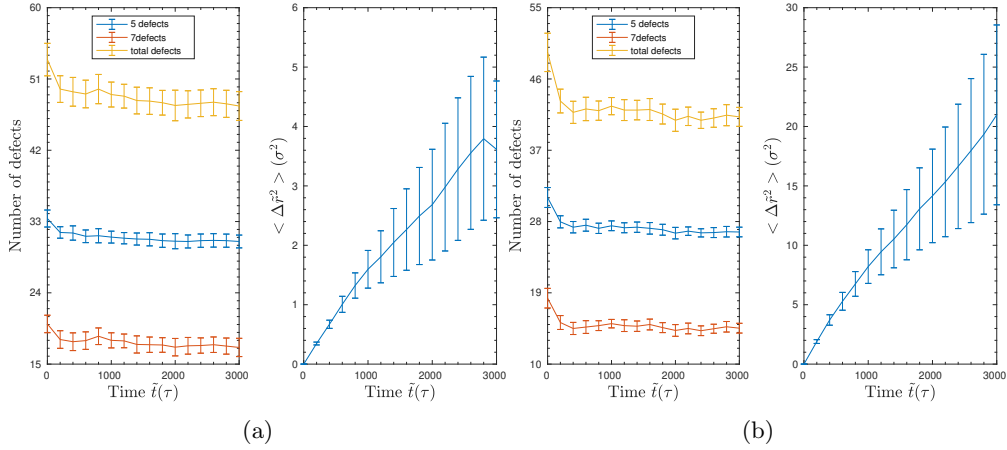 60
51
42
33
24
15
Number of defects
5 defects
7defects
total defects
0 1000 2000 3000
Time t̃(τ)
6
5
4
3
2
1
0
< Δr̃² > (σ²)
0 1000 2000 3000
Time t̃(τ)
(a)
55
46
37
28
19
10
Number of defects
5 defects
7defects
total defects
0 1000 2000 3000
Time t̃(τ)
25
20
15
10
5
0
< Δr̃² > (σ²)
0 1000 2000 3000
Time t̃(τ)
(b)